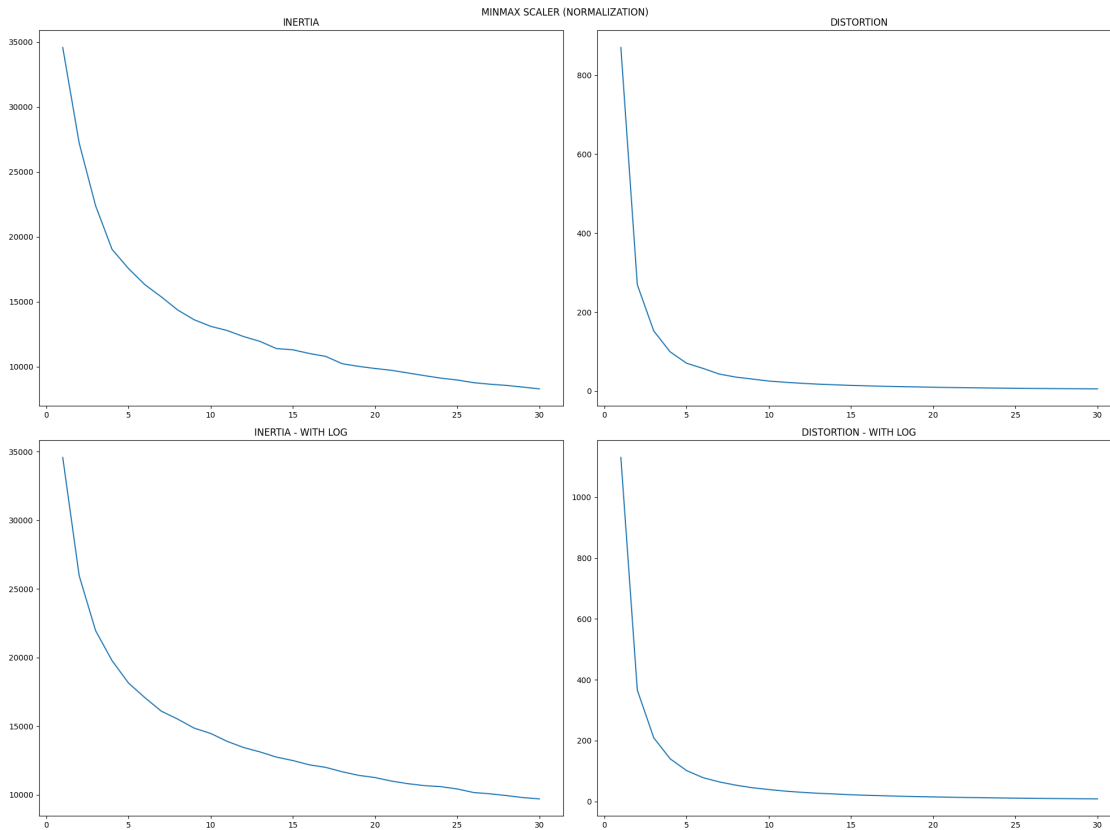 MINMAX SCALER (NORMALIZATION)
INERTIA
35000
30000
25000
20000
15000
10000
0 5 10 15 20 25 30
DISTORTION
800
600
400
200
0
0 5 10 15 20 25 30
INERTIA - WITH LOG
35000
30000
25000
20000
15000
10000
0 5 10 15 20 25 30
DISTORTION - WITH LOG
1000
800
600
400
200
0
0 5 10 15 20 25 30